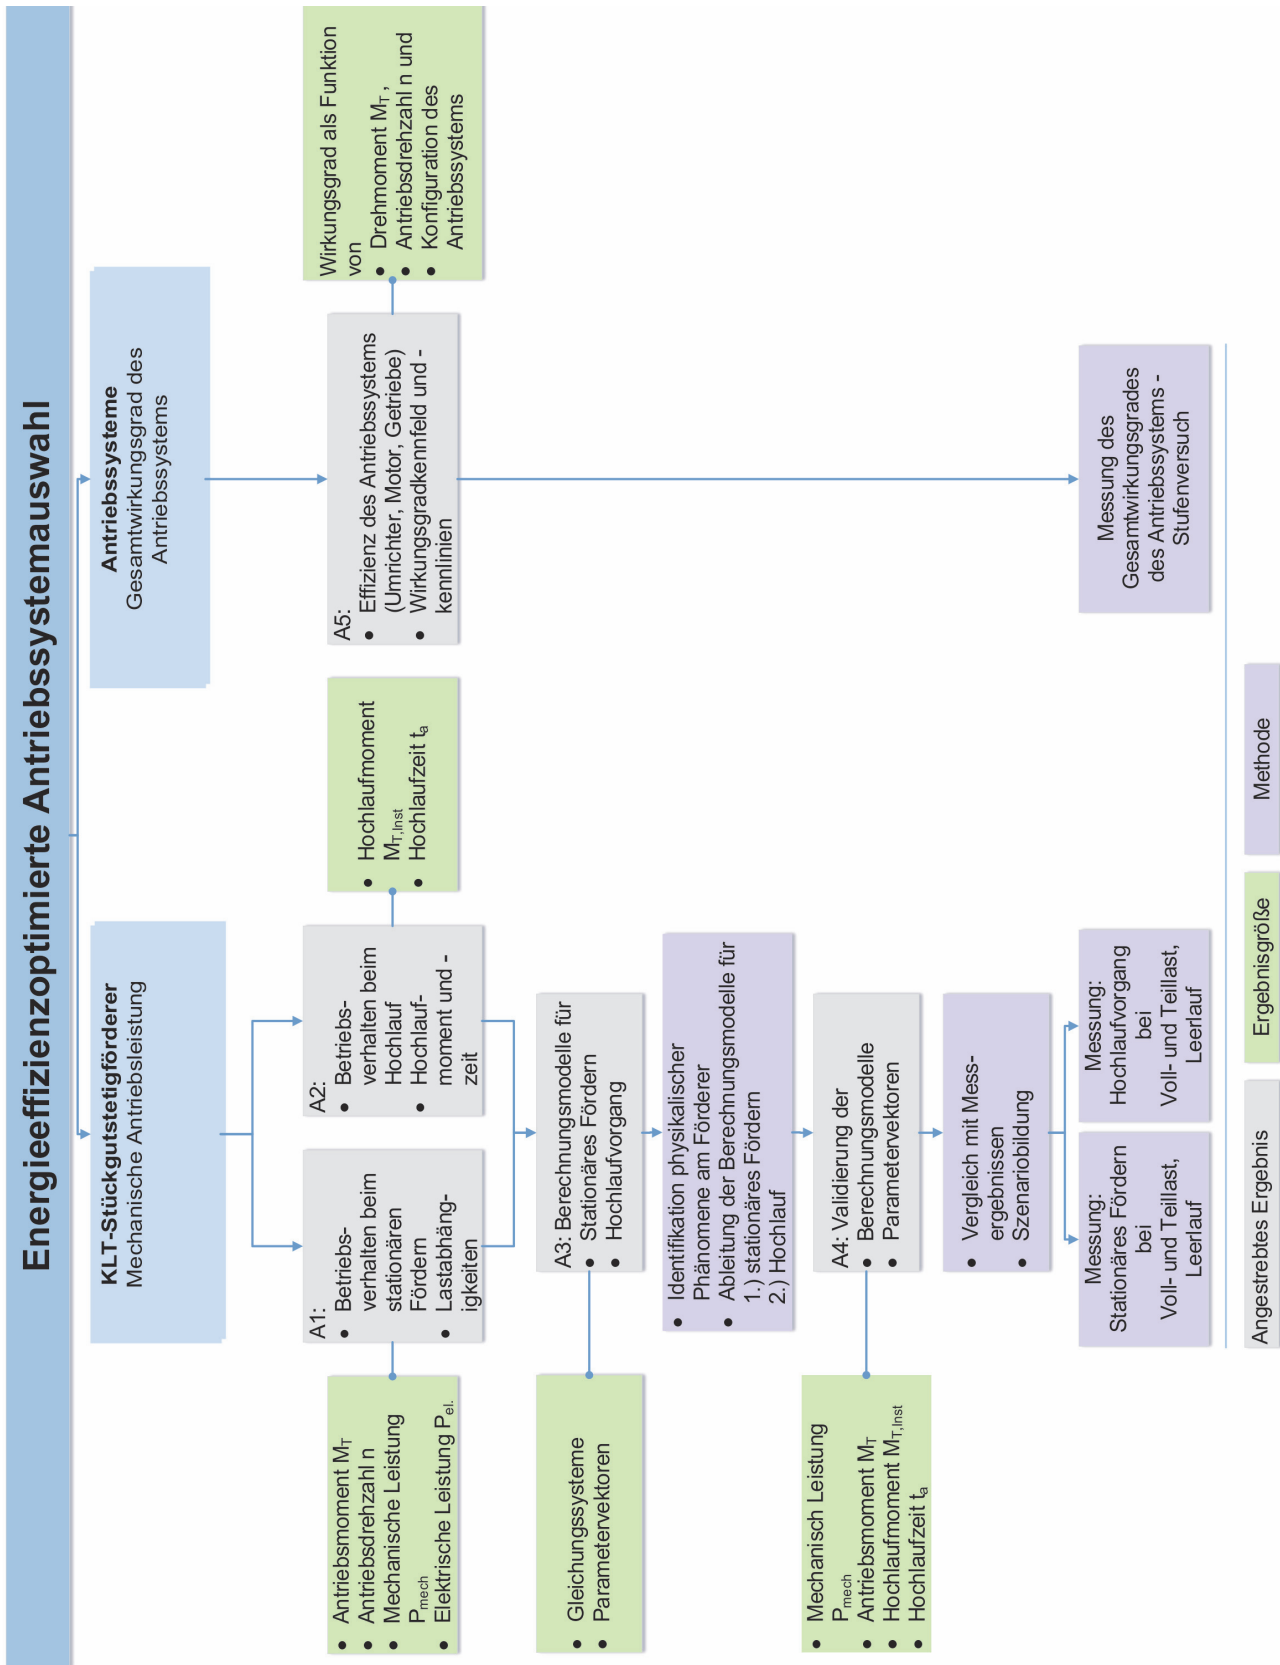 Energieeffizienzoptimierte Antriebssystemauswahl
KLT-Stückgutstetigförderer
Mechanische Antriebsleistung
Antriebssysteme
Gesamtwirkungsgrad des
Antriebssystems
• Antriebsmoment MT
• Antriebsdrehzahl n
• Mechanische Leistung
Pmech
• Elektrische Leistung Pel.
A1:
• Betriebs-
verhalten beim
stationären
Fördern
• Lastabhäng-
igkeiten
A2:
• Betriebs-
verhalten beim
Hochlauf
• Hochlauf-
moment und -
zeit
• Hochlaufmoment
MT,Inst
• Hochlaufzeit ta
A5:
• Effizienz des Antriebssystems
(Umrichter, Motor, Getriebe)
• Wirkungsgradkennfeld und -
kennlinien
Wirkungsgrad als Funktion
von
• Drehmoment MT ,
• Antriebsdrehzahl n und
• Konfiguration des
Antriebssystems
• Gleichungssysteme
• Parametervektoren
A3: Berechnungsmodelle für
• Stationäres Fördern
• Hochlaufvorgang
• Identifikation physikalischer
Phänomene am Förderer
• Ableitung der Berechnungsmodelle für
1.) stationäres Fördern
2.) Hochlauf
• Mechanisch Leistung
Pmech
• Antriebsmoment MT
• Hochlaufmoment MT,Inst
• Hochlaufzeit ta
A4: Validierung der
• Berechnungsmodelle
• Parametervektoren
• Vergleich mit Mess-
ergebnissen
• Szenariobildung
Messung:
Stationäres Fördern
bei
Voll- und Teillast,
Leerlauf
Messung:
Hochlaufvorgang
bei
Voll- und Teillast,
Leerlauf
Messung des
Gesamtwirkungsgrades
des Antriebssystems -
Stufenversuch
Angestrebtes Ergebnis
Ergebnisgröße
Methode